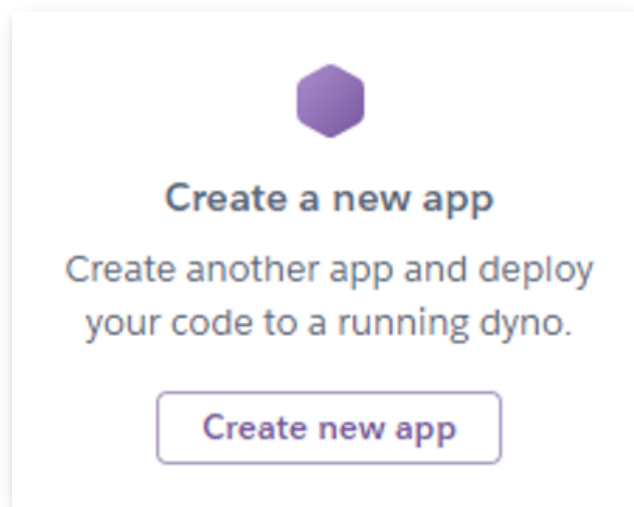 Create a new app
Create another app and deploy
your code to a running dyno.
Create new app